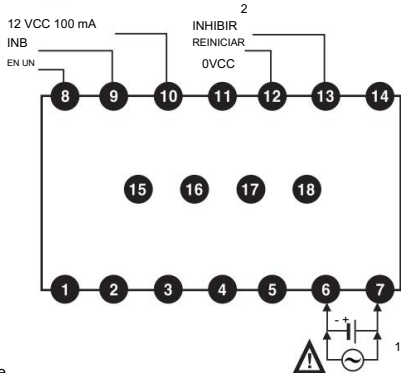 2
12 VCC 100 mA
INHIBIR
INB
REINICIAR
EN UN
0VCC
8 9 10 11 12 13 14
15 16 17 18
1 2 3 4 5 6 7
- +
1
e